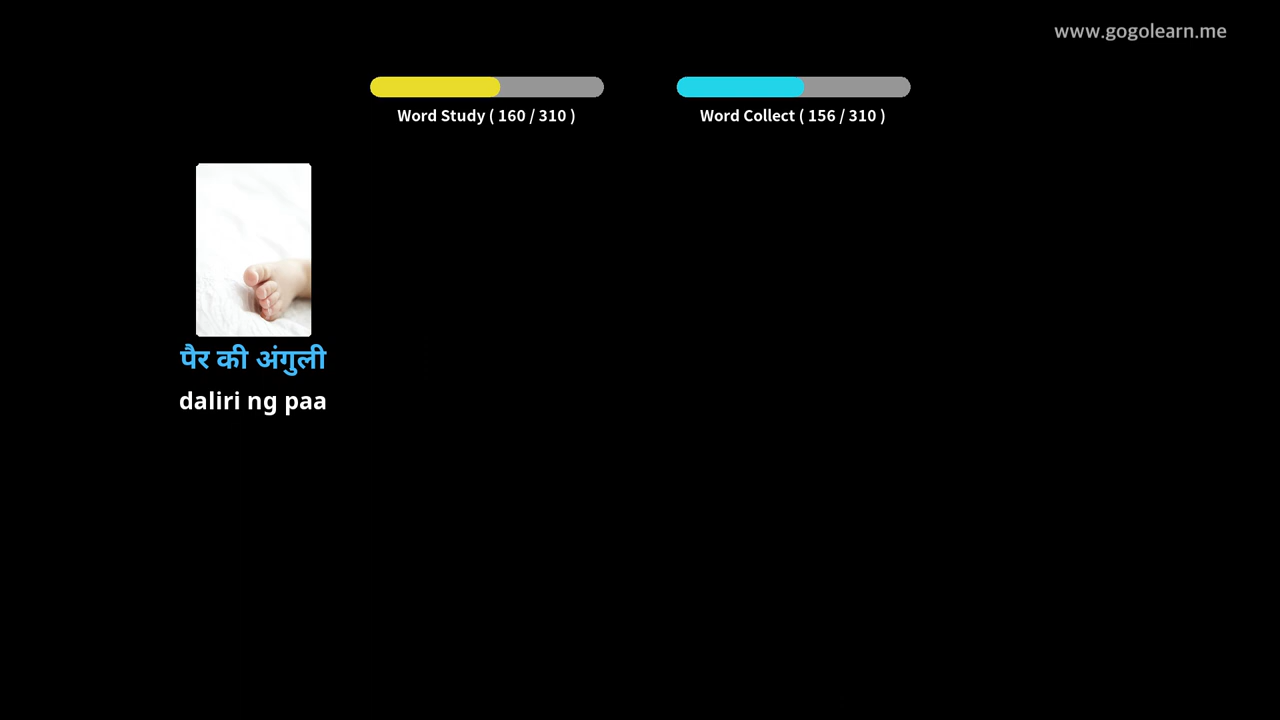 www.gogolearn.me
Word Study ( 160 / 310 )
Word Collect ( 156 / 310 )
पैर की अंगुली
daliri ng paa